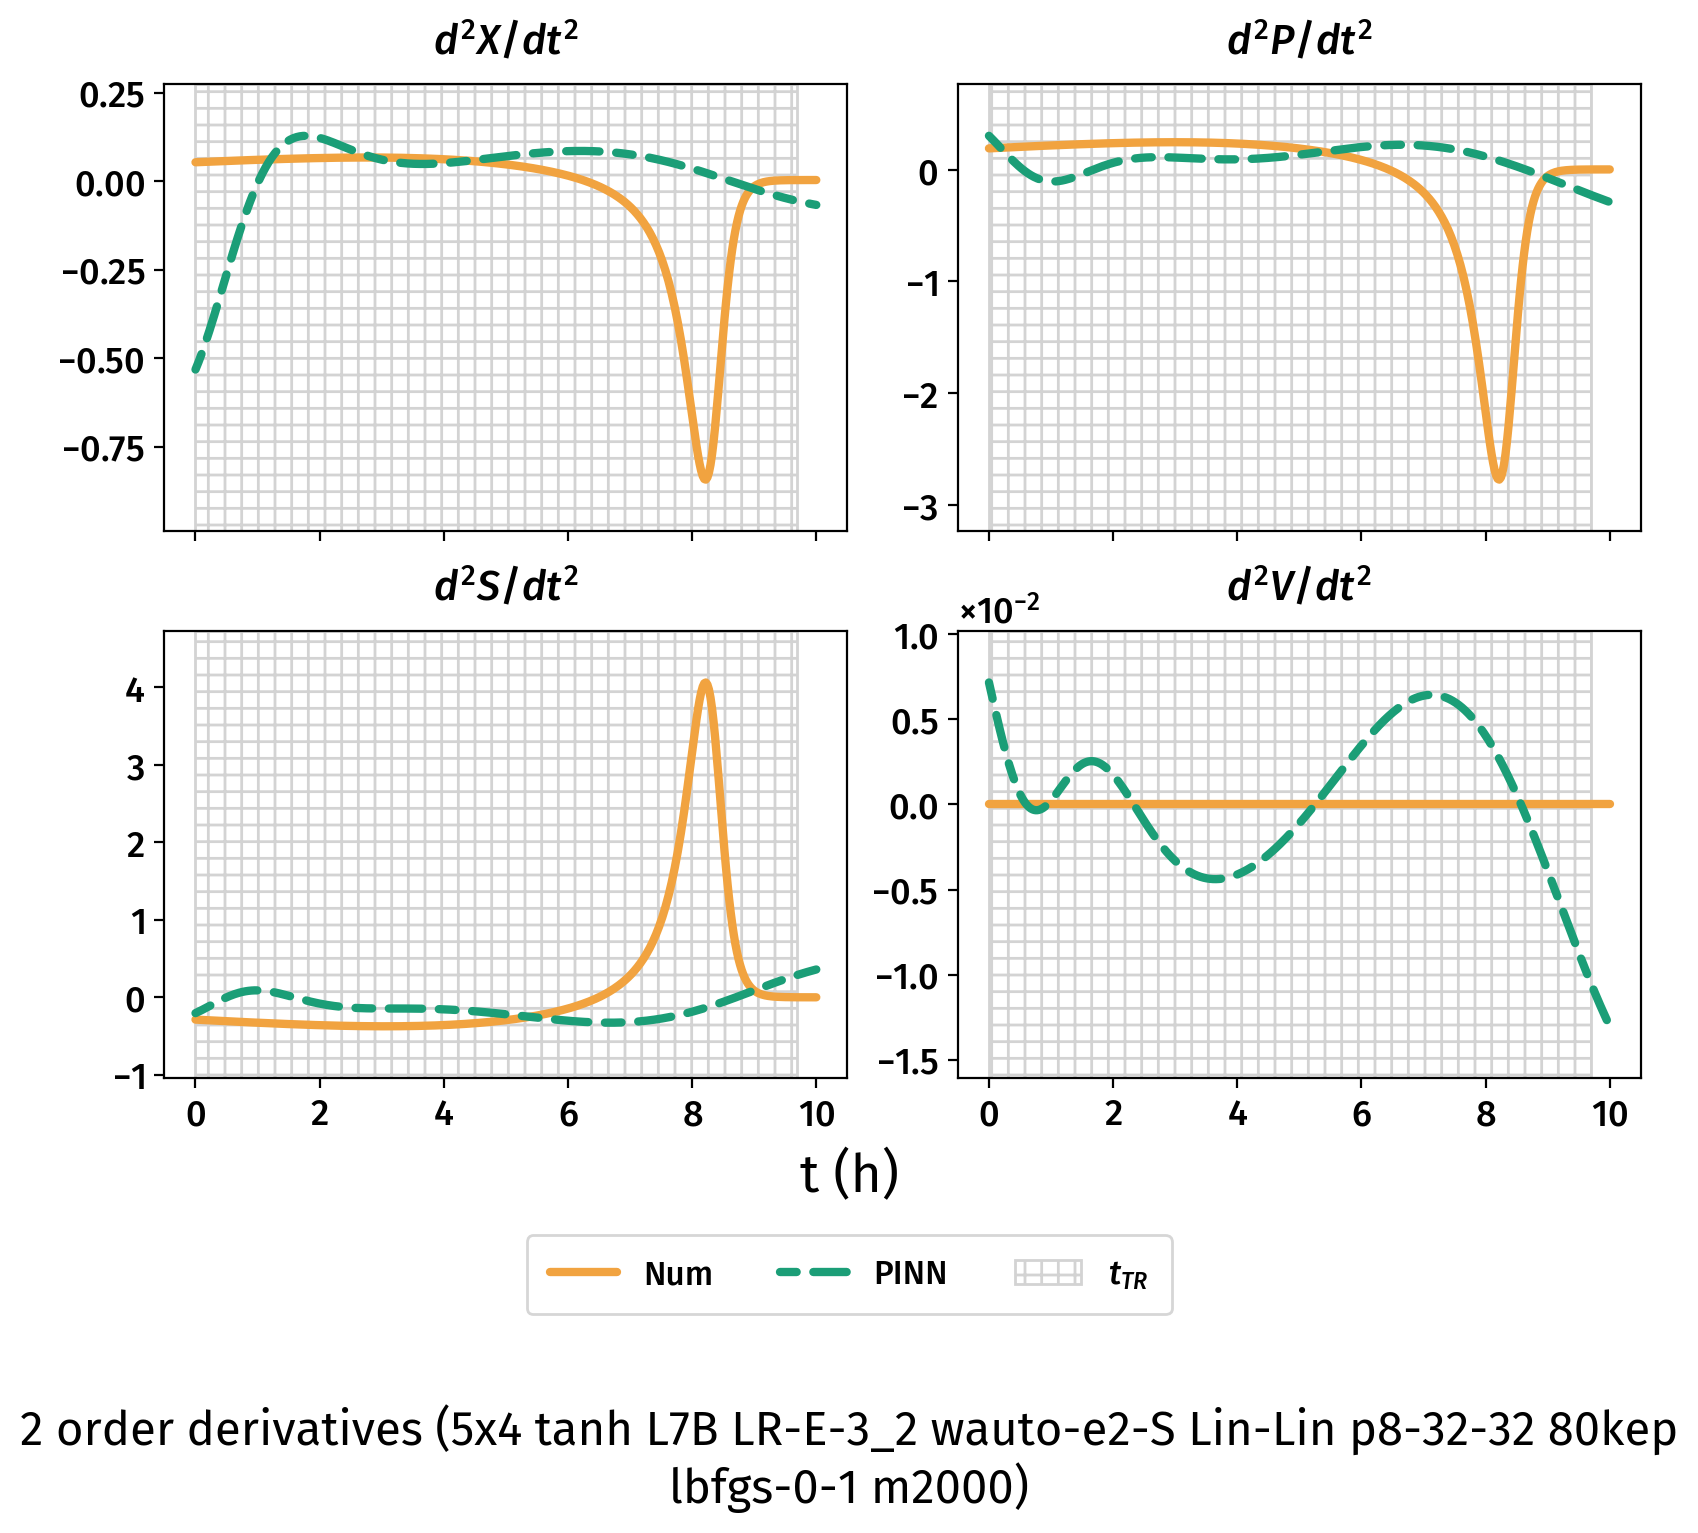 d²X/dt²
d²P/dt²
0.25
0.00
−0.25
−0.50
−0.75
0
−1
−2
−3
d²S/dt²
d²V/dt²
×10⁻²
4
3
2
1
0
−1
1.0
0.5
0.0
−0.5
−1.0
−1.5
0 2 4 6 8 10
0 2 4 6 8 10
t (h)
Num PINN t_TR
2 order derivatives (5x4 tanh L7B LR-E-3_2 wauto-e2-S Lin-Lin p8-32-32 80kep
lbfgs-0-1 m2000)